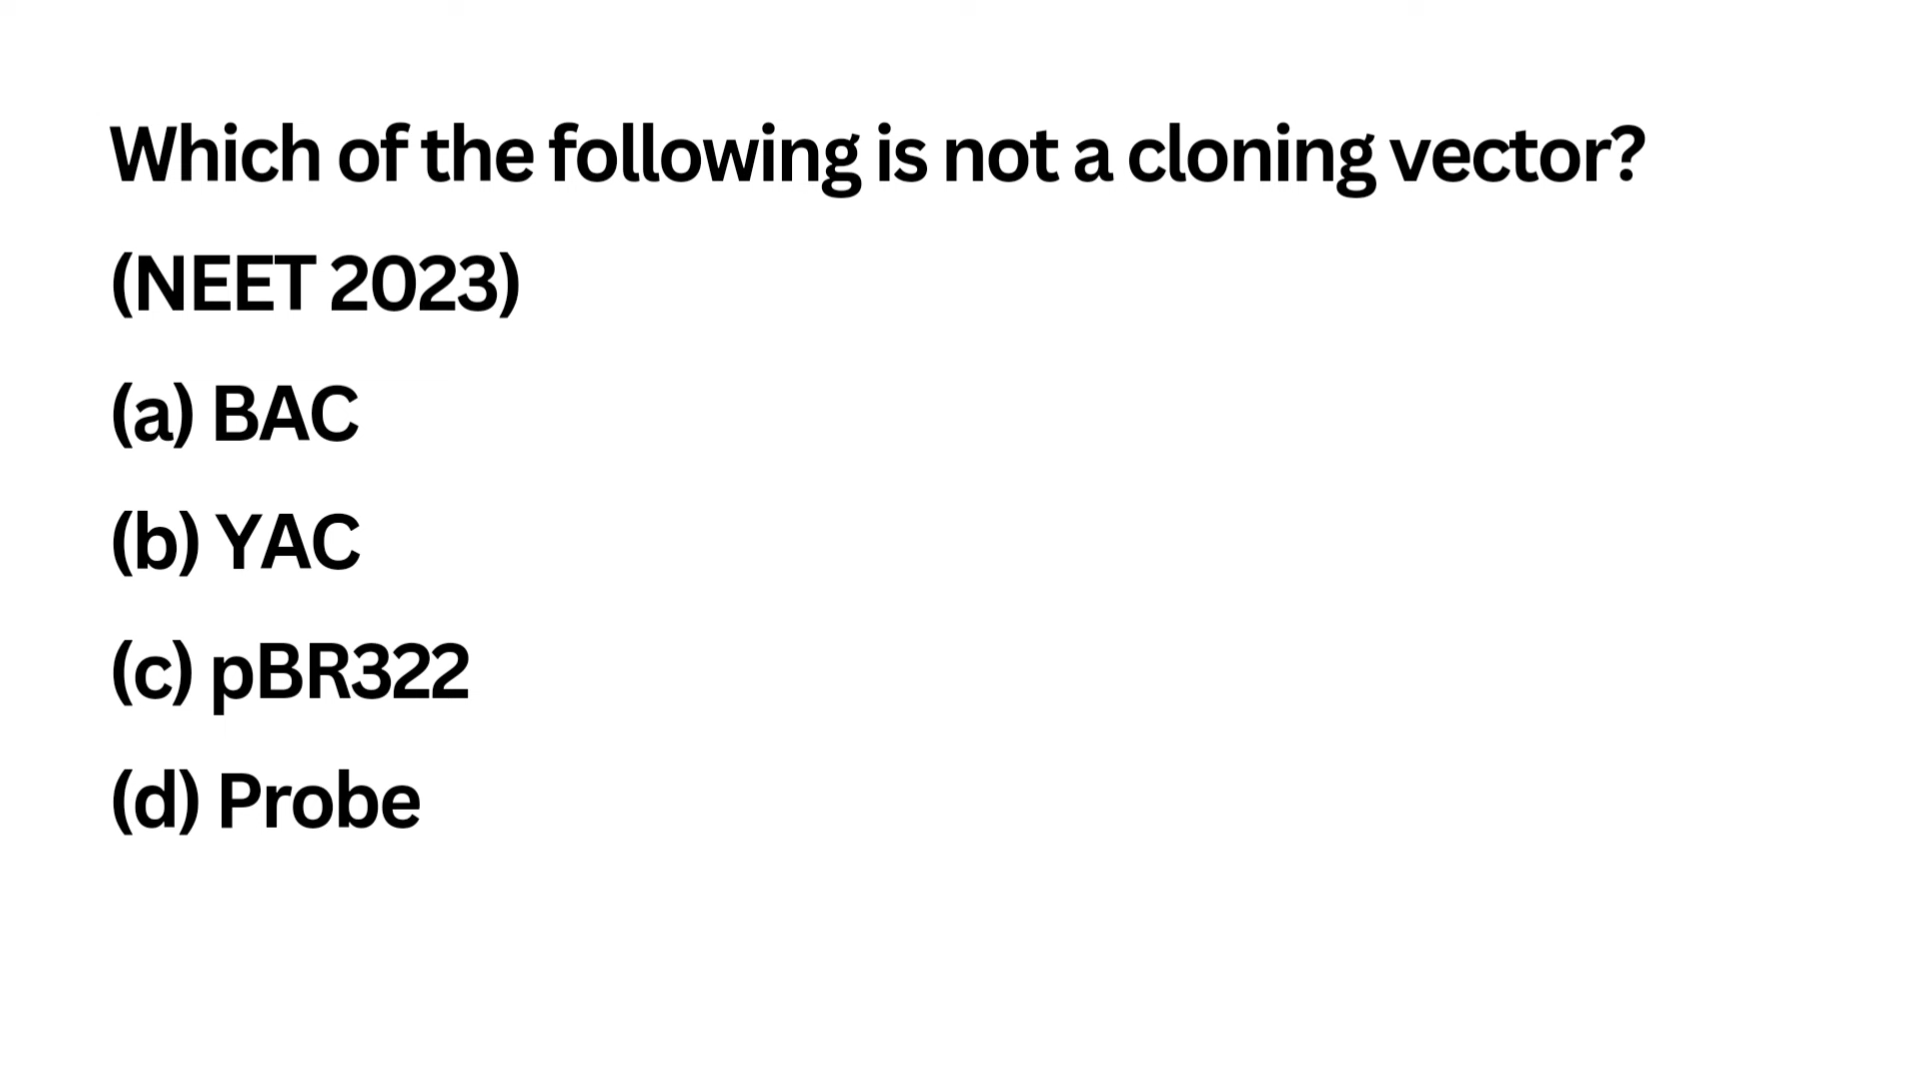 Which of the following is not a cloning vector?
(NEET 2023)
(a) BAC
(b) YAC
(c) pBR322
(d) Probe